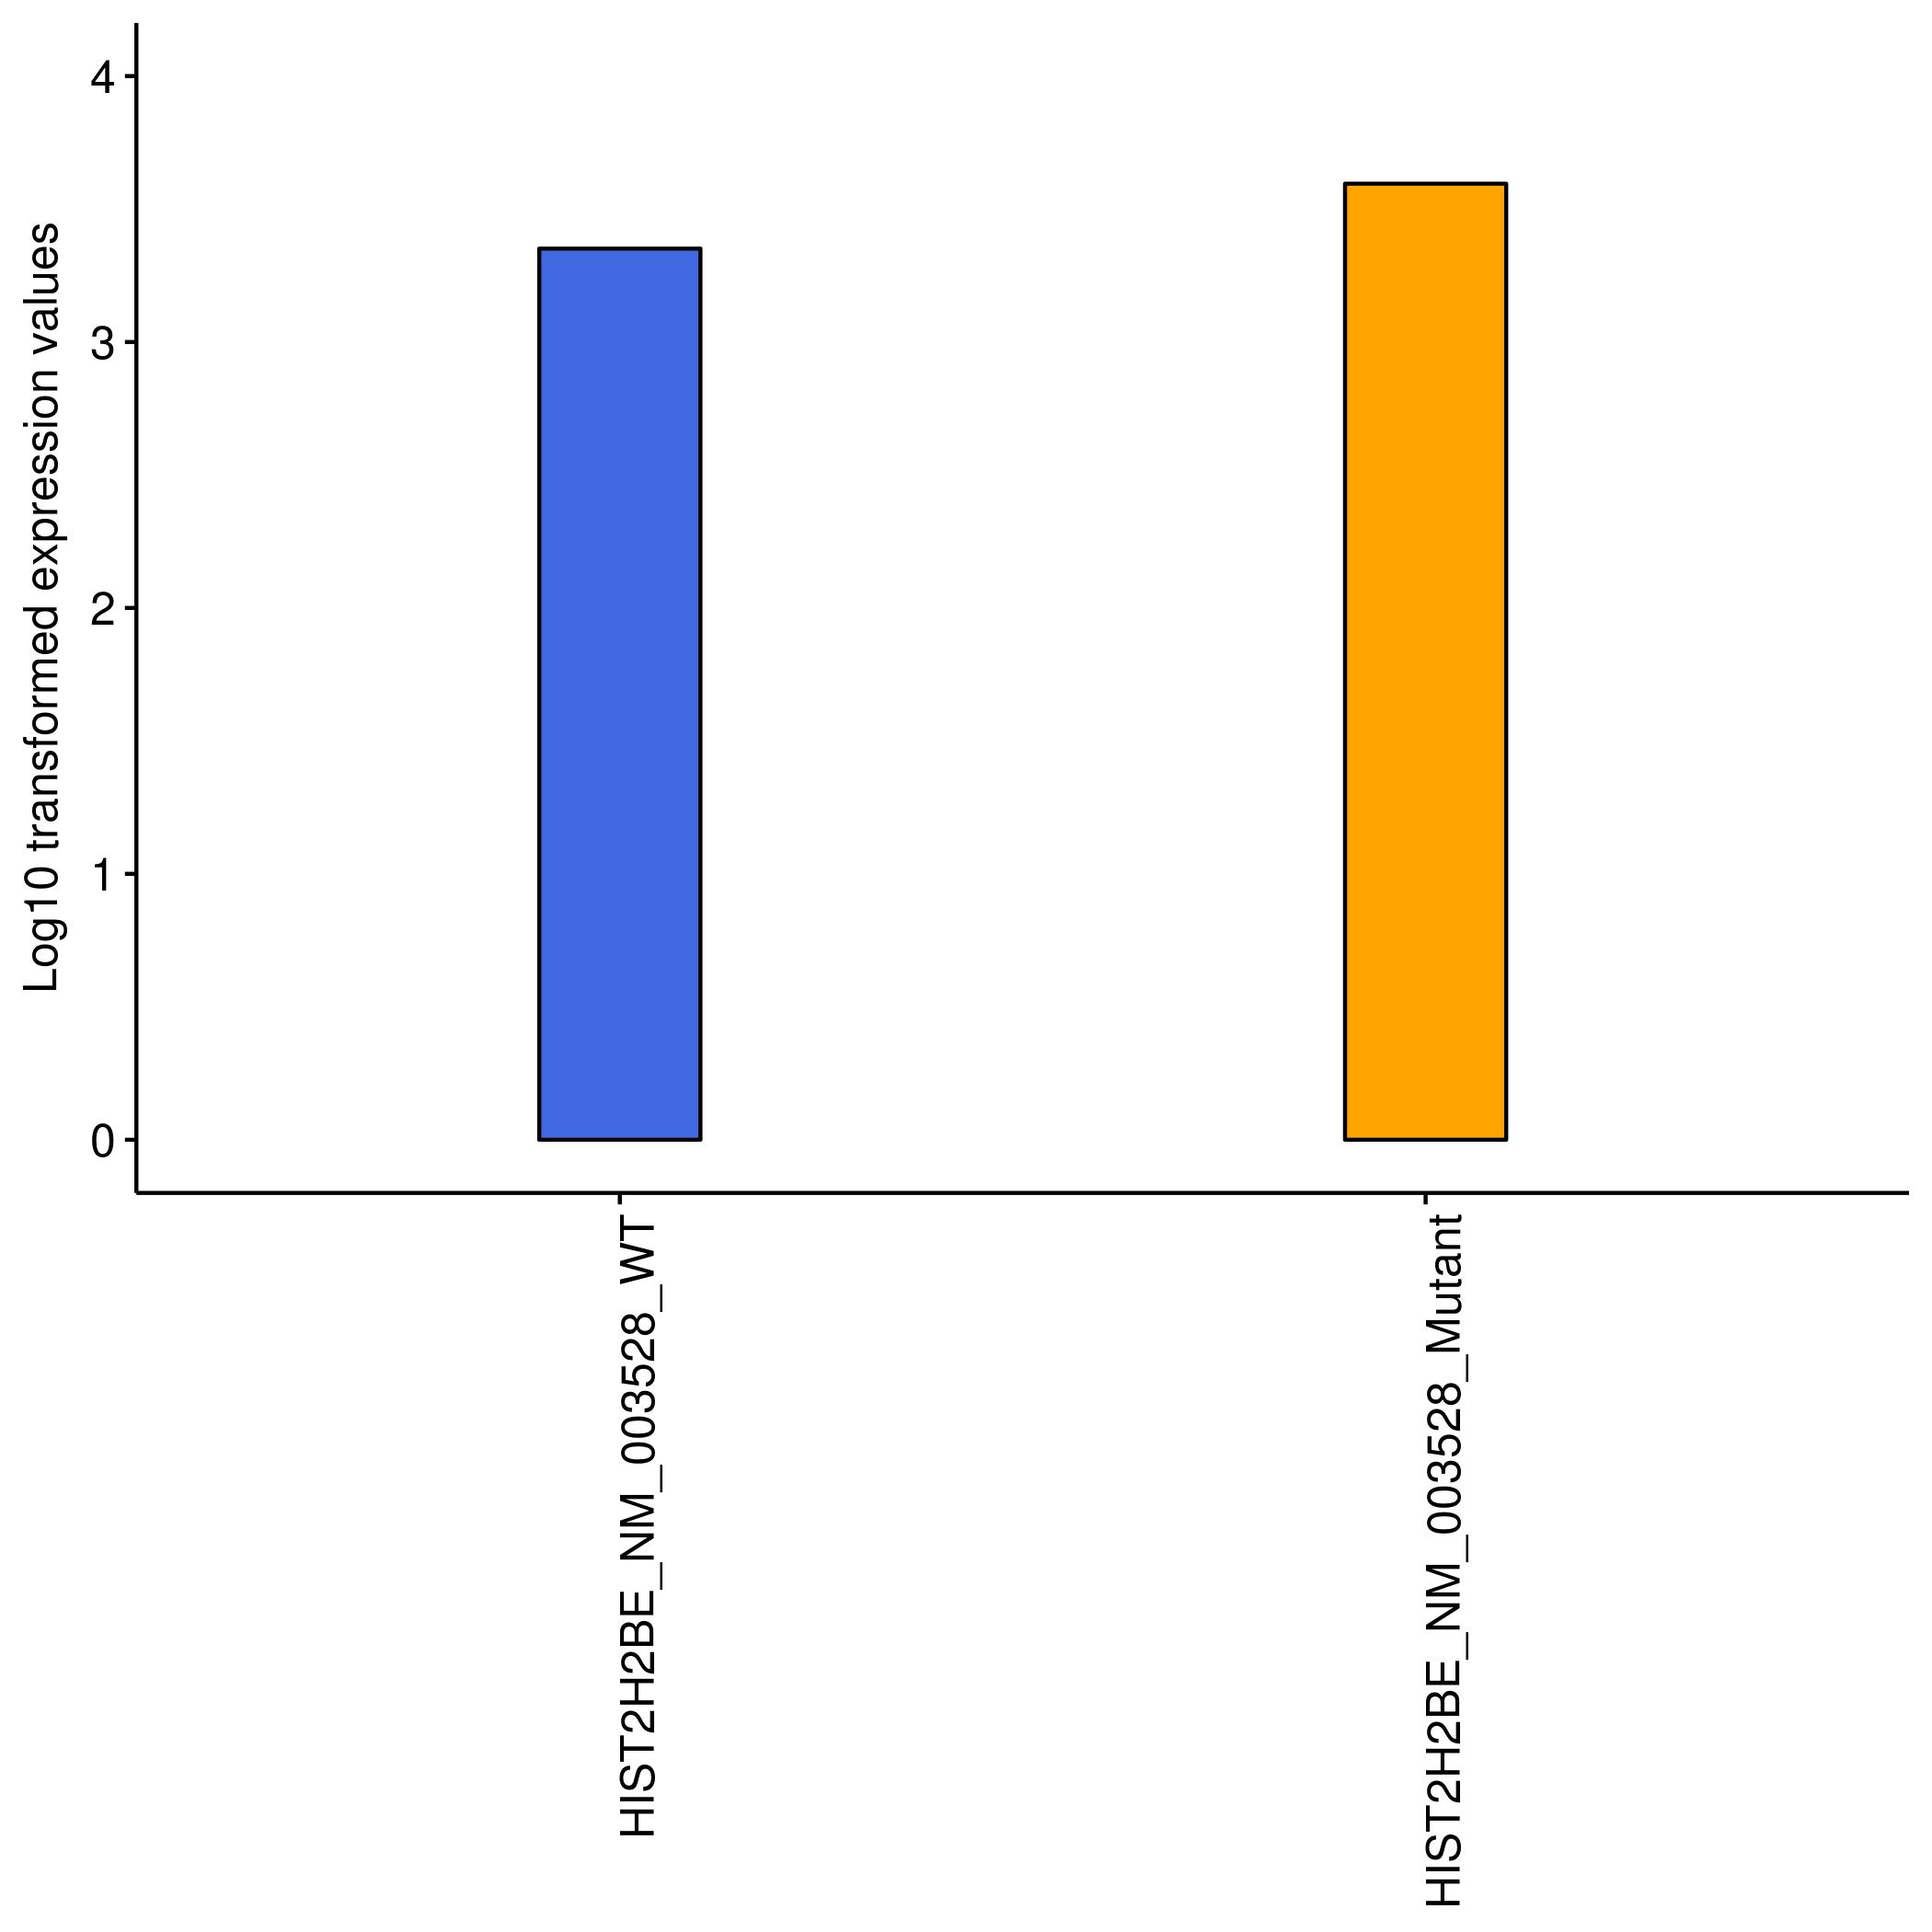 Log10 transformed expression values
4
3
2
1
0
HIST2H2BE_NM_003528_WT
HIST2H2BE_NM_003528_Mutant